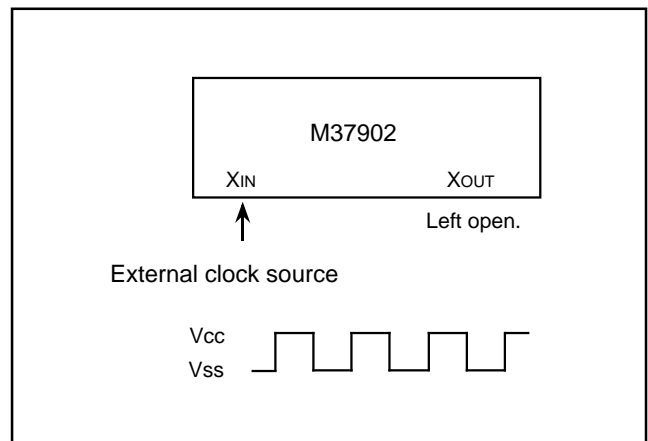 M37902
XIN XOUT
Left open.
External clock source
Vcc
Vss